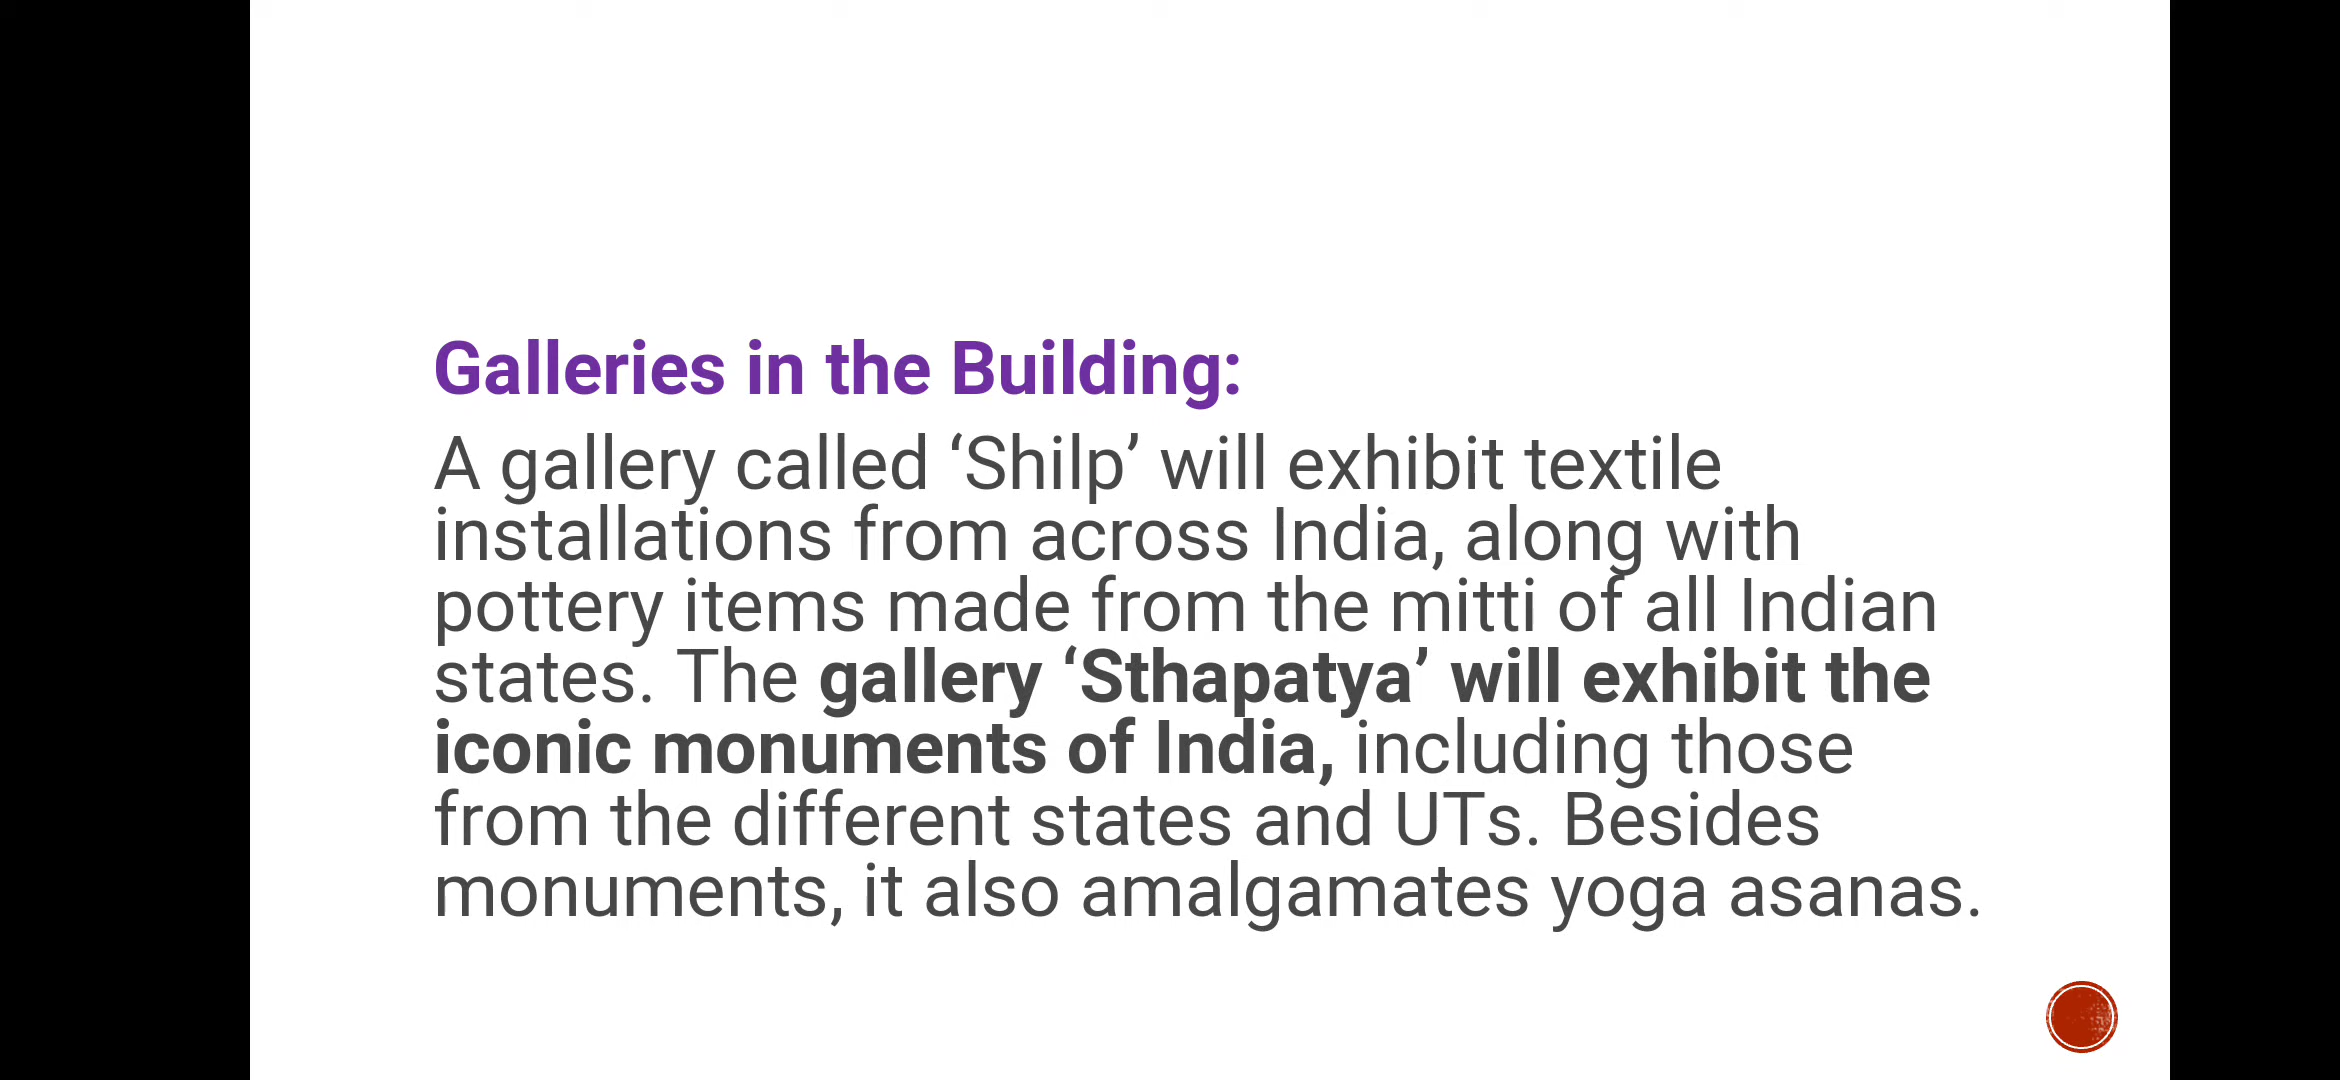 Galleries in the Building:
A gallery called ‘Shilp’ will exhibit textile
installations from across India, along with
pottery items made from the mitti of all Indian
states. The gallery ‘Sthapatya’ will exhibit the
iconic monuments of India, including those
from the different states and UTs. Besides
monuments, it also amalgamates yoga asanas.